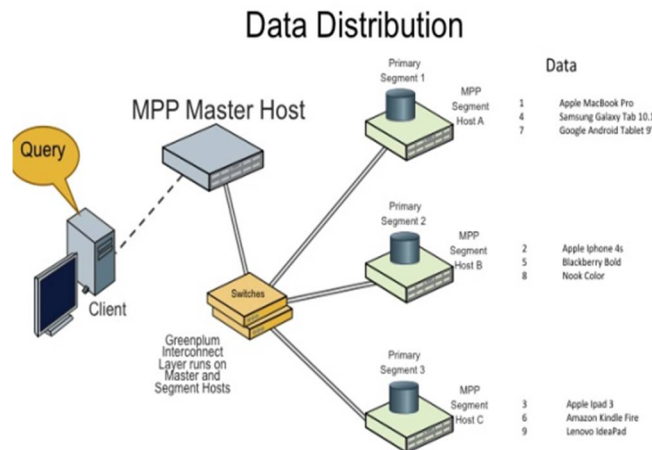 Data Distribution
Primary
Segment 1
Data
MPP
Segment
Host A
1 Apple MacBook Pro
4 Samsung Galaxy Tab 10.1
7 Google Android Tablet 9"
MPP Master Host
Query
Client
Primary
Segment 2
MPP
Segment
Host B
2 Apple Iphone 4s
5 Blackberry Bold
8 Nook Color
Switches
Greenplum
Interconnect
Layer runs on
Master and
Segment Hosts
Primary
Segment 3
MPP
Segment
Host C
3 Apple Ipad 3
6 Amazon Kindle Fire
9 Lenovo IdeaPad